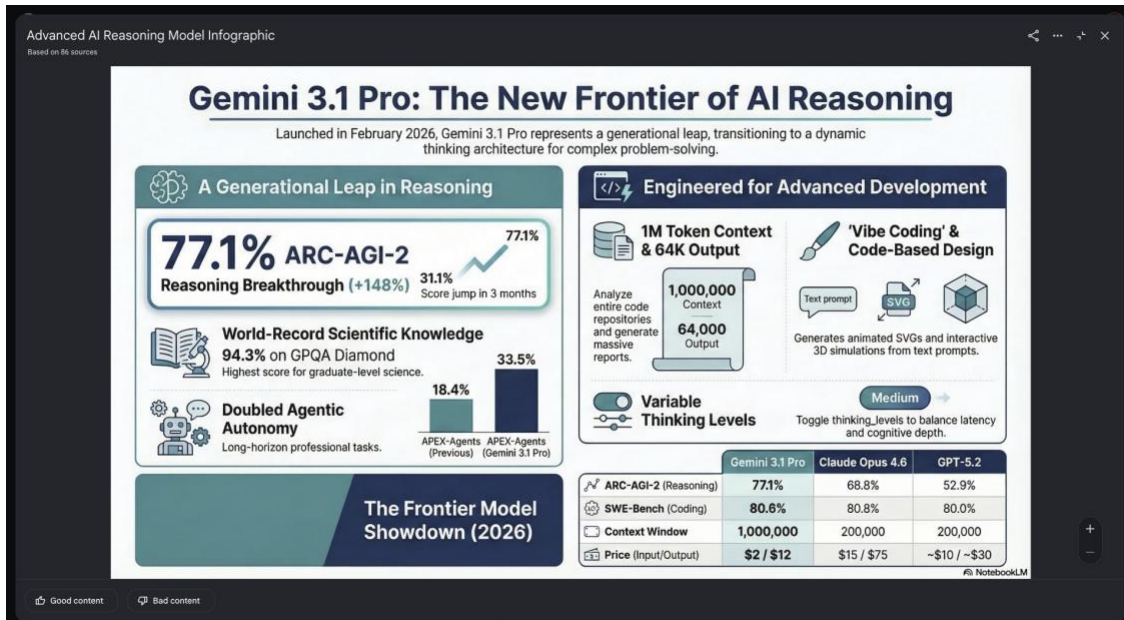 Advanced AI Reasoning Model Infographic
Based on 86 sources
Gemini 3.1 Pro: The New Frontier of AI Reasoning
Launched in February 2026, Gemini 3.1 Pro represents a generational leap, transitioning to a dynamic
thinking architecture for complex problem-solving.
A Generational Leap in Reasoning
77.1% ARC-AGI-2
Reasoning Breakthrough (+148%)
77.1%
31.1%
Score jump in 3 months
World-Record Scientific Knowledge
94.3% on GPQA Diamond
Highest score for graduate-level science.
Doubled Agentic
Autonomy
Long-horizon professional tasks.
18.4%
33.5%
APEX-Agents
(Previous)
APEX-Agents
(Gemini 3.1 Pro)
Engineered for Advanced Development
1M Token Context
& 64K Output
Analyze
entire code
repositories
and generate
massive
reports.
1,000,000
Context
64,000
Output
'Vibe Coding' &
Code-Based Design
Text prompt
SVG
Generates animated SVGs and interactive
3D simulations from text prompts.
Variable
Thinking Levels
Medium
Toggle thinking_levels to balance latency
and cognitive depth.
The Frontier Model
Showdown (2026)
Gemini 3.1 Pro Claude Opus 4.6 GPT-5.2
ARC-AGI-2 (Reasoning) 77.1% 68.8% 52.9%
SWE-Bench (Coding) 80.6% 80.8% 80.0%
Context Window 1,000,000 200,000 200,000
Price (Input/Output) $2 / $12 $15 / $75 ~$10 / ~$30
NotebookLM
Good content
Bad content